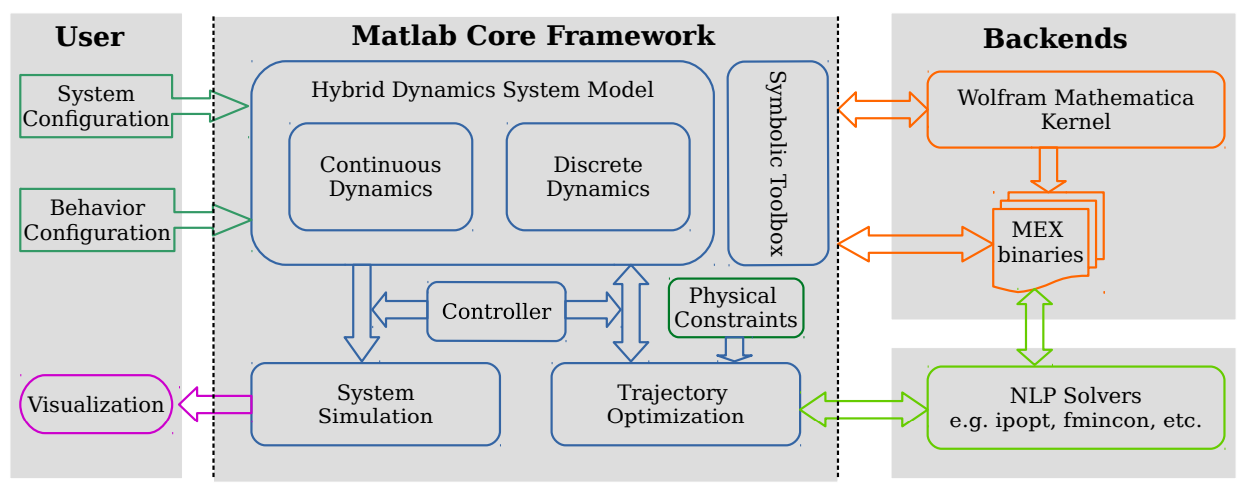 User
System
Configuration
Behavior
Configuration
Visualization
Matlab Core Framework
Hybrid Dynamics System Model
Continuous
Dynamics
Discrete
Dynamics
Symbolic Toolbox
Controller
Physical
Constraints
System
Simulation
Trajectory
Optimization
Backends
Wolfram Mathematica
Kernel
MEX
binaries
NLP Solvers
e.g. ipopt, fmincon, etc.